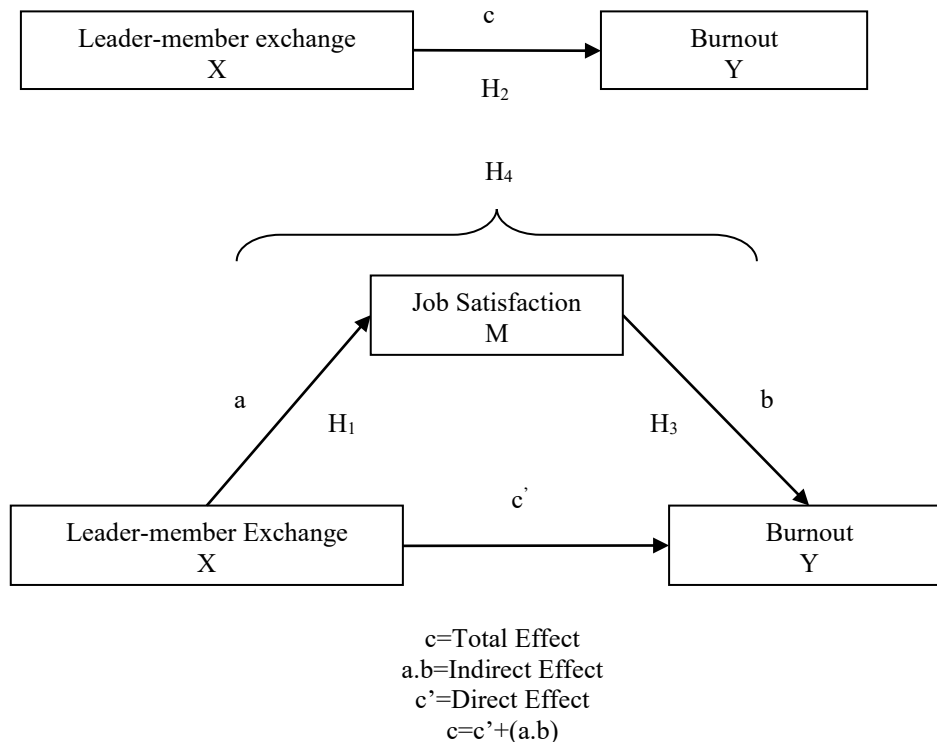 c
Leader-member exchange
X
Burnout
Y
H₂
H₄
Job Satisfaction
M
a
H₁
H₃
b
c’
Leader-member Exchange
X
Burnout
Y
c=Total Effect
a.b=Indirect Effect
c’=Direct Effect
c=c’+(a.b)